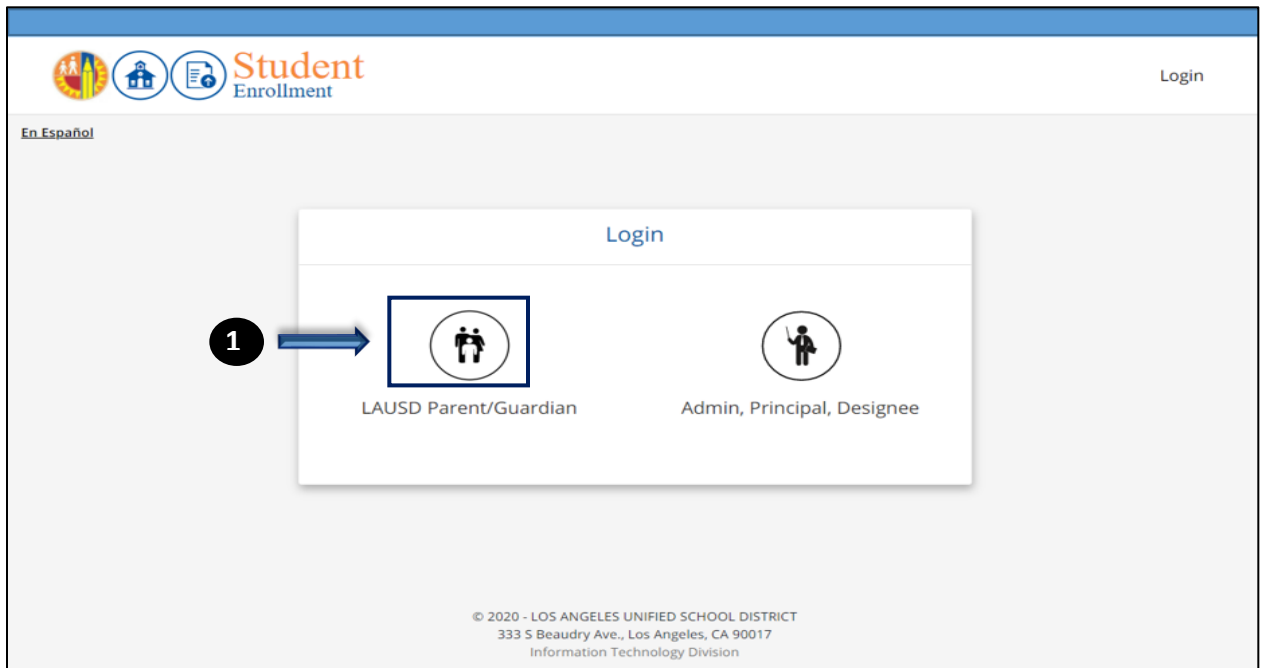 Student
Enrollment
Login
En Español
Login
1
LAUSD Parent/Guardian
Admin, Principal, Designee
© 2020 - LOS ANGELES UNIFIED SCHOOL DISTRICT
333 S Beaudry Ave., Los Angeles, CA 90017
Information Technology Division